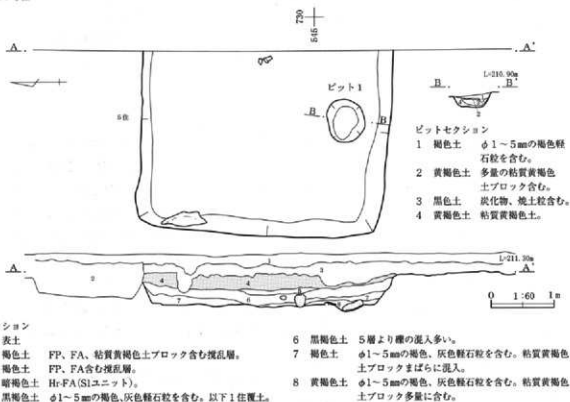 730
545
A
A'
ピット1
5住
B
B'
L=210.90m
B
B'
2
ピットセクション
1 褐色土 φ1~5㎜の褐色軽
石粒を含む。
2 黄褐色土 多量の粘質黄褐色
土ブロック含む。
3 黒色土 炭化物、焼土粒含む。
4 黄褐色土 粘質黄褐色土。
L=211.30m
A
A'
1
3
3
4
4
7
6
0 1:60 1m
ション
表土
褐色土 FP、FA、粘質黄褐色土ブロック含む撹乱層。
褐色土 FP、FA含む撹乱層。
暗褐色土 Hr-FA(S1ユニット)。
黒褐色土 φ1~5㎜の褐色、灰色軽石粒を含む。以下1住覆土。
6 黒褐色土 5層より礫の混入多い。
7 褐色土 φ1~5㎜の褐色、灰色軽石粒を含む。粘質黄褐色
土ブロックまばらに混入。
8 黄褐色土 φ1~5㎜の褐色、灰色軽石粒を含む。粘質黄褐色
土ブロック多量に含む。